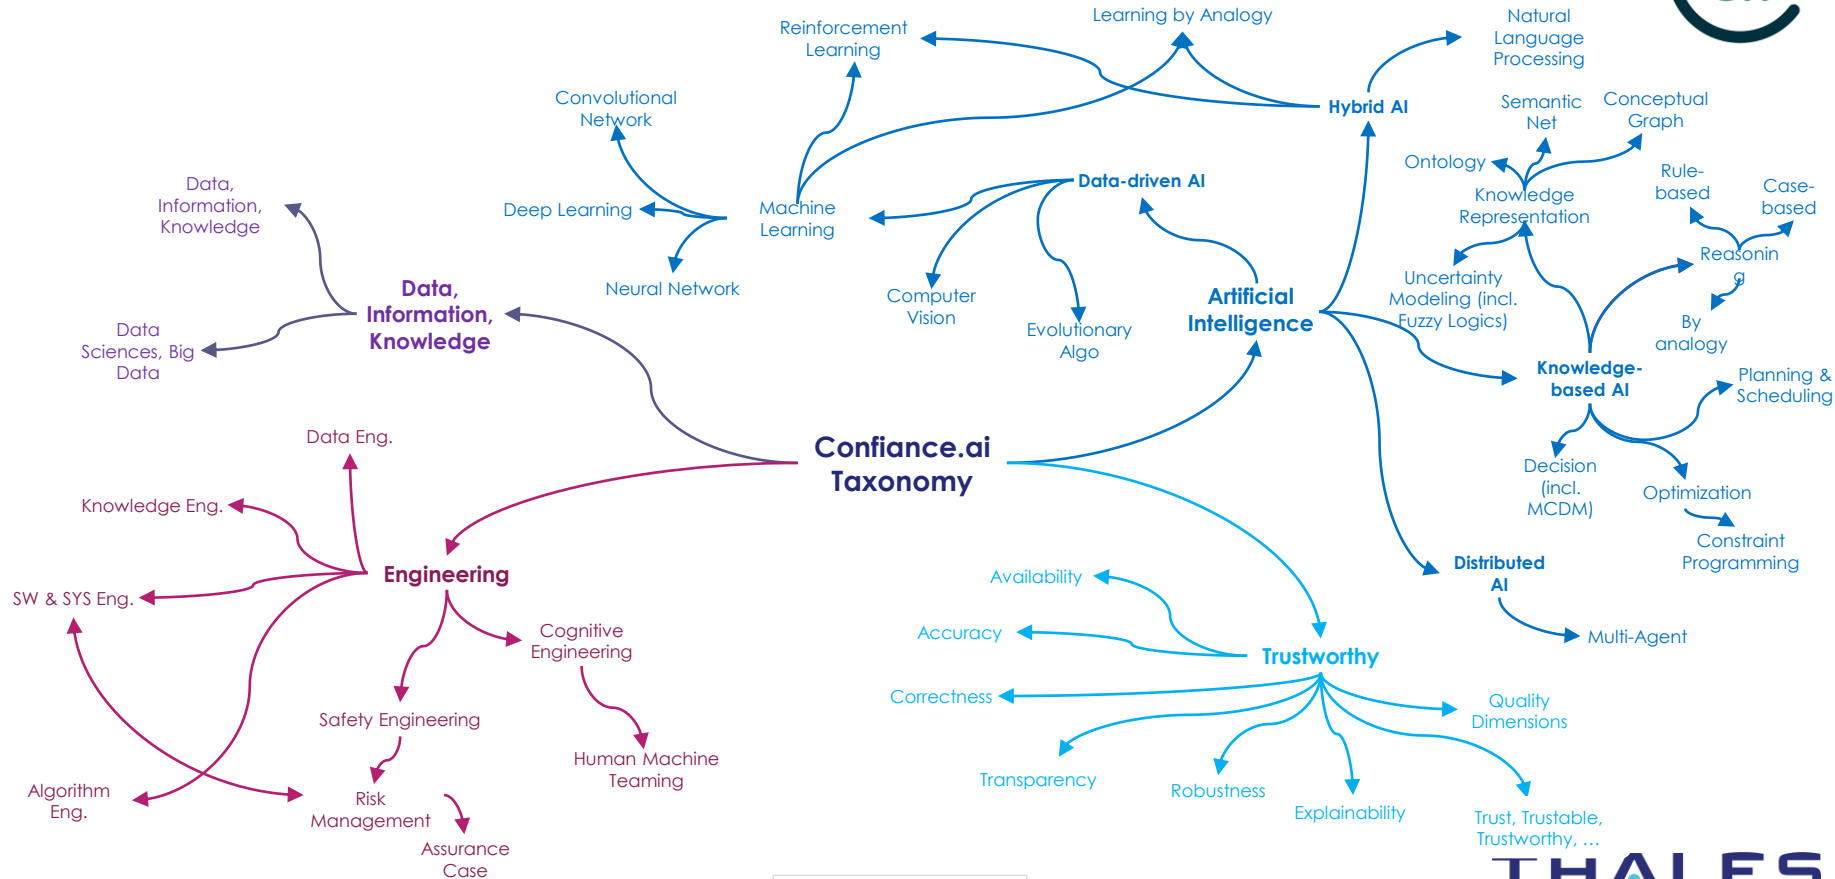 Learning by Analogy
Reinforcement
Learning
Natural
Language
Processing
Convolutional
Network
Hybrid AI
Semantic
Net
Conceptual
Graph
Ontology
Rule-
based
Case-
based
Data,
Information,
Knowledge
Deep Learning
Machine
Learning
Data-driven AI
Knowledge
Representation
Reasonin
g
Neural Network
Computer
Vision
Evolutionary
Algo
Artificial
Intelligence
Uncertainty
Modeling (incl.
Fuzzy Logics)
By
analogy
Data,
Information,
Knowledge
Data
Sciences, Big
Data
Knowledge-
based AI
Planning &
Scheduling
Data Eng.
Confiance.ai
Taxonomy
Decision
(incl.
MCDM)
Optimization
Knowledge Eng.
Constraint
Programming
Engineering
Availability
Distributed
AI
SW & SYS Eng.
Cognitive
Engineering
Accuracy
Trustworthy
Multi-Agent
Correctness
Quality
Dimensions
Safety Engineering
Human Machine
Teaming
Transparency
Robustness
Explainability
Trust, Trustable,
Trustworthy, ...
Algorithm
Eng.
Risk
Management
Assurance
Case
THALES